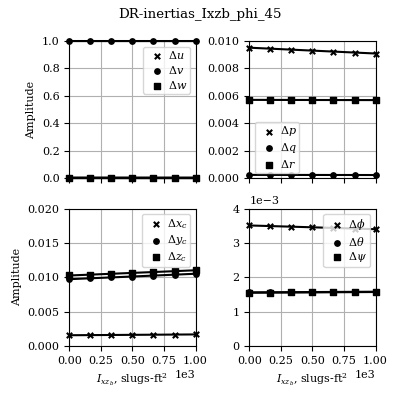 DR-inertias_Ixzb_phi_45
Amplitude
1.0
0.8
0.6
0.4
0.2
0.0
Δu
Δv
Δw
0.010
0.008
0.006
0.004
0.002
0.000
Δp
Δq
Δr
Amplitude
0.020
0.015
0.010
0.005
0.000
Δx_c
Δy_c
Δz_c
0.00 0.25 0.50 0.75 1.00
1e3
I_{xz_b}, slugs-ft²
1e−3
4
3
2
1
0
Δϕ
Δθ
Δψ
0.00 0.25 0.50 0.75 1.00
1e3
I_{xz_b}, slugs-ft²